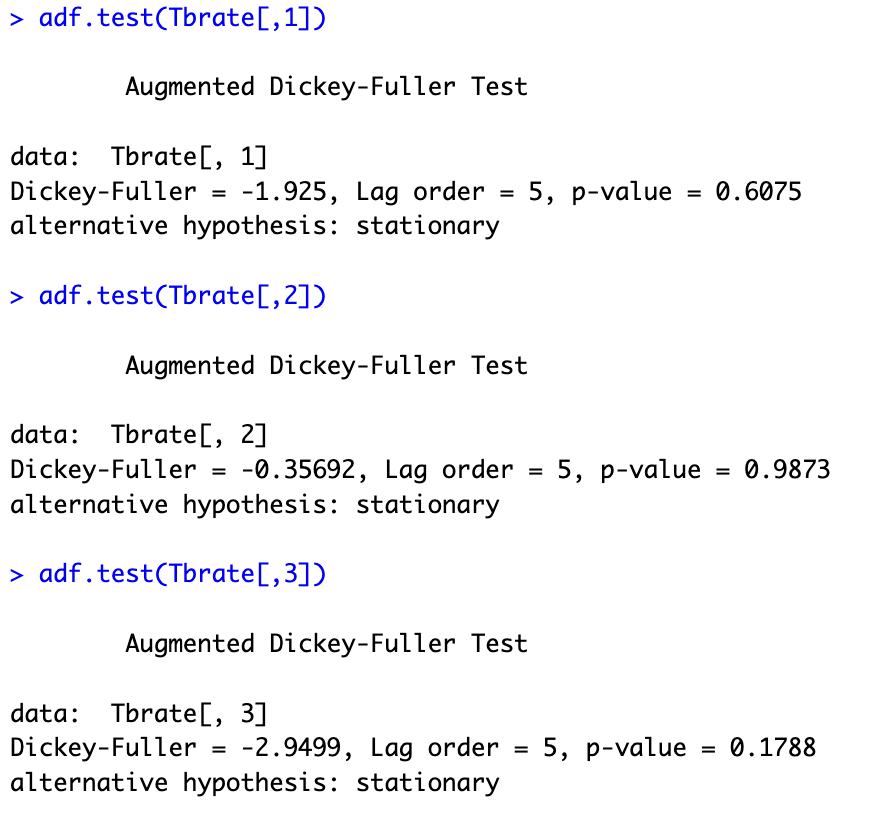 > adf.test(Tbrate[,1])
Augmented Dickey-Fuller Test
data:  Tbrate[, 1]
Dickey-Fuller = -1.925, Lag order = 5, p-value = 0.6075
alternative hypothesis: stationary
> adf.test(Tbrate[,2])
Augmented Dickey-Fuller Test
data:  Tbrate[, 2]
Dickey-Fuller = -0.35692, Lag order = 5, p-value = 0.9873
alternative hypothesis: stationary
> adf.test(Tbrate[,3])
Augmented Dickey-Fuller Test
data:  Tbrate[, 3]
Dickey-Fuller = -2.9499, Lag order = 5, p-value = 0.1788
alternative hypothesis: stationary